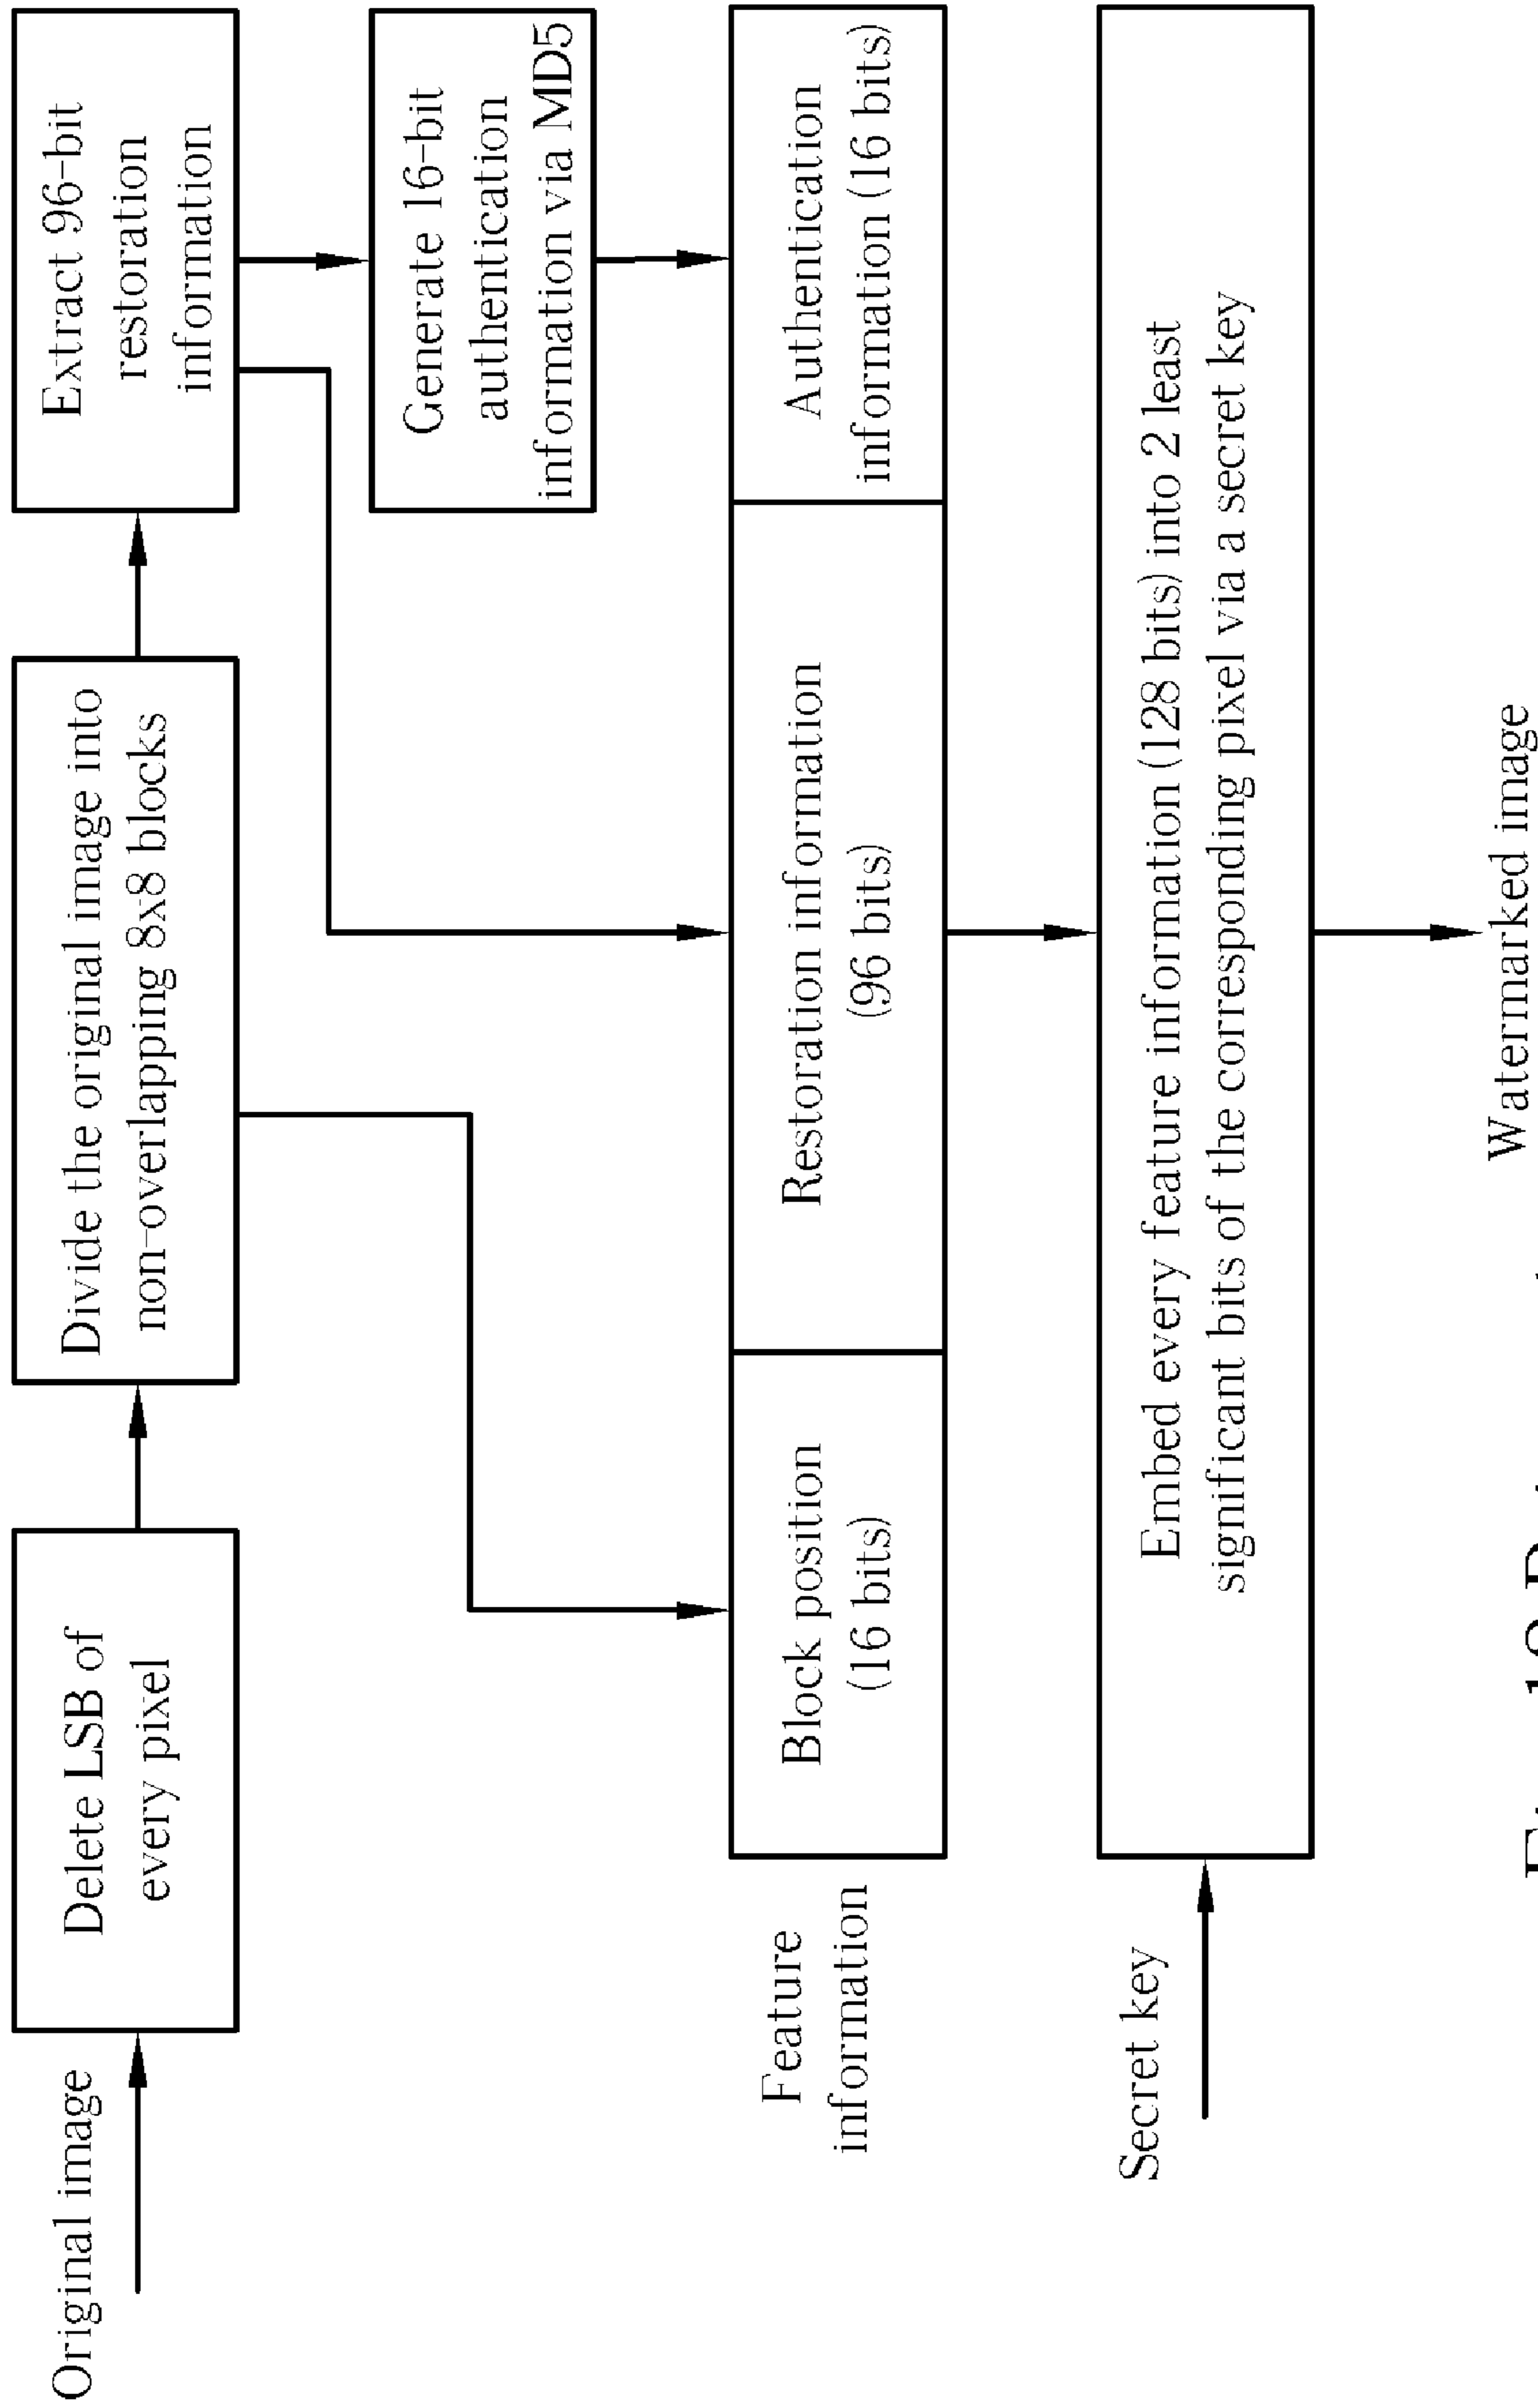 Original image
Delete LSB of
every pixel
Divide the original image into
non-overlapping 8x8 blocks
Extract 96-bit
restoration
information
Generate 16-bit
authentication
information via MD5
Feature
information
Block position
(16 bits)
Restoration information
(96 bits)
Authentication
information (16 bits)
Secret key
Embed every feature information (128 bits) into 2 least
significant bits of the corresponding pixel via a secret key
Watermarked image